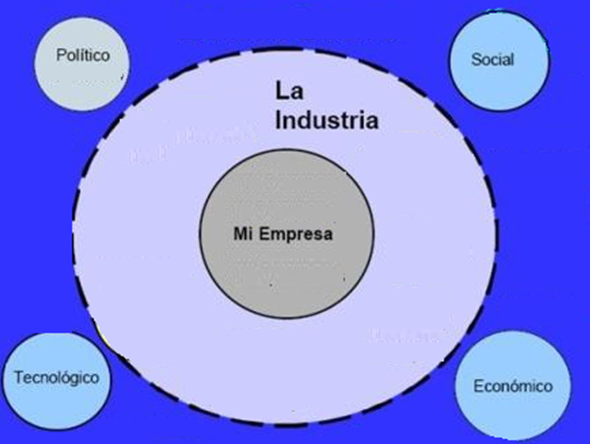 Político
Social
La
Industria
Mi Empresa
Tecnológico
Económico